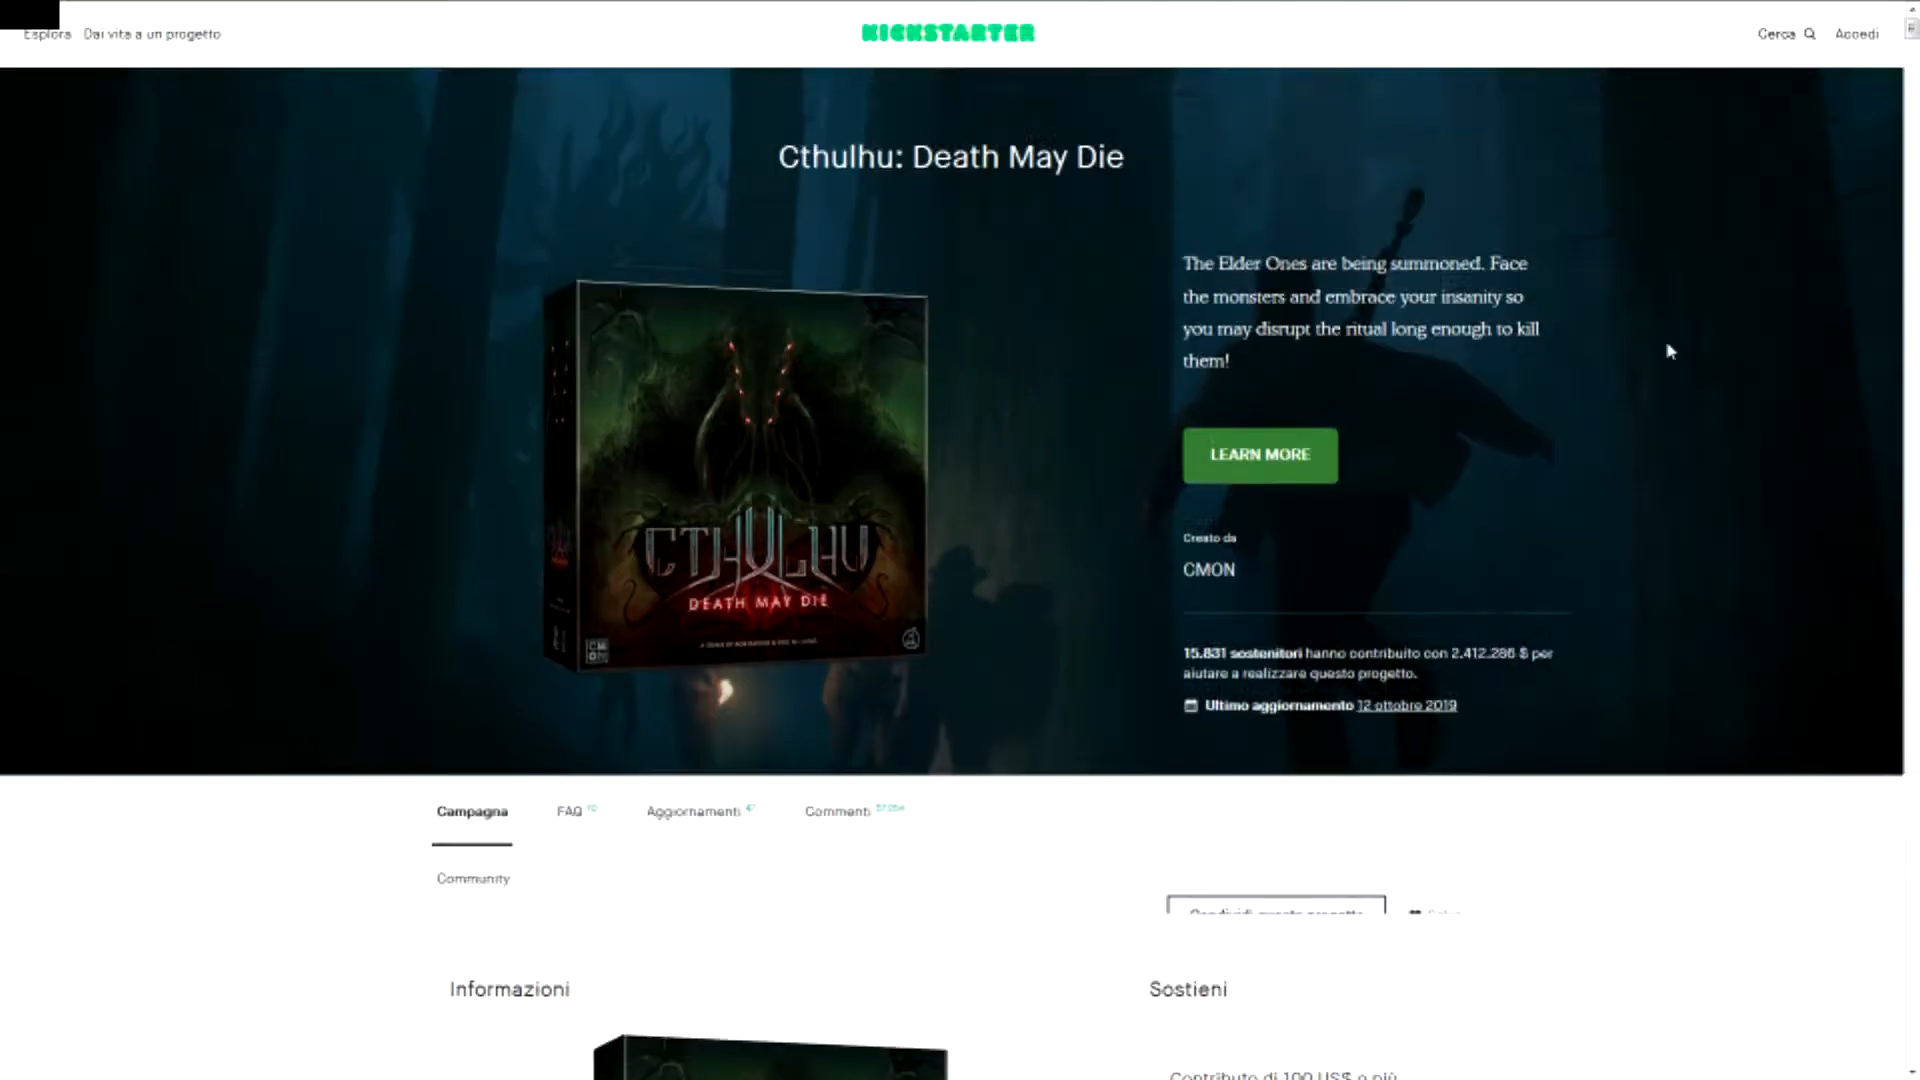 Esplora Dai vita a un progetto
KICKSTARTER
Cerca Accedi
Cthulhu: Death May Die
The Elder Ones are being summoned. Face
the monsters and embrace your insanity so
you may disrupt the ritual long enough to kill
them!
LEARN MORE
CTHULHU
DEATH MAY DIE
CMON
Creato da
CMON
15.831 sostenitori hanno contribuito con 2.412.286 $ per
aiutare a realizzare questo progetto.
Ultimo aggiornamento 12 ottobre 2019
Campagna FAQ Aggiornamenti Commenti
Community
Condividi questo progetto
Informazioni Sostieni
Contributo di 100 US$ o più